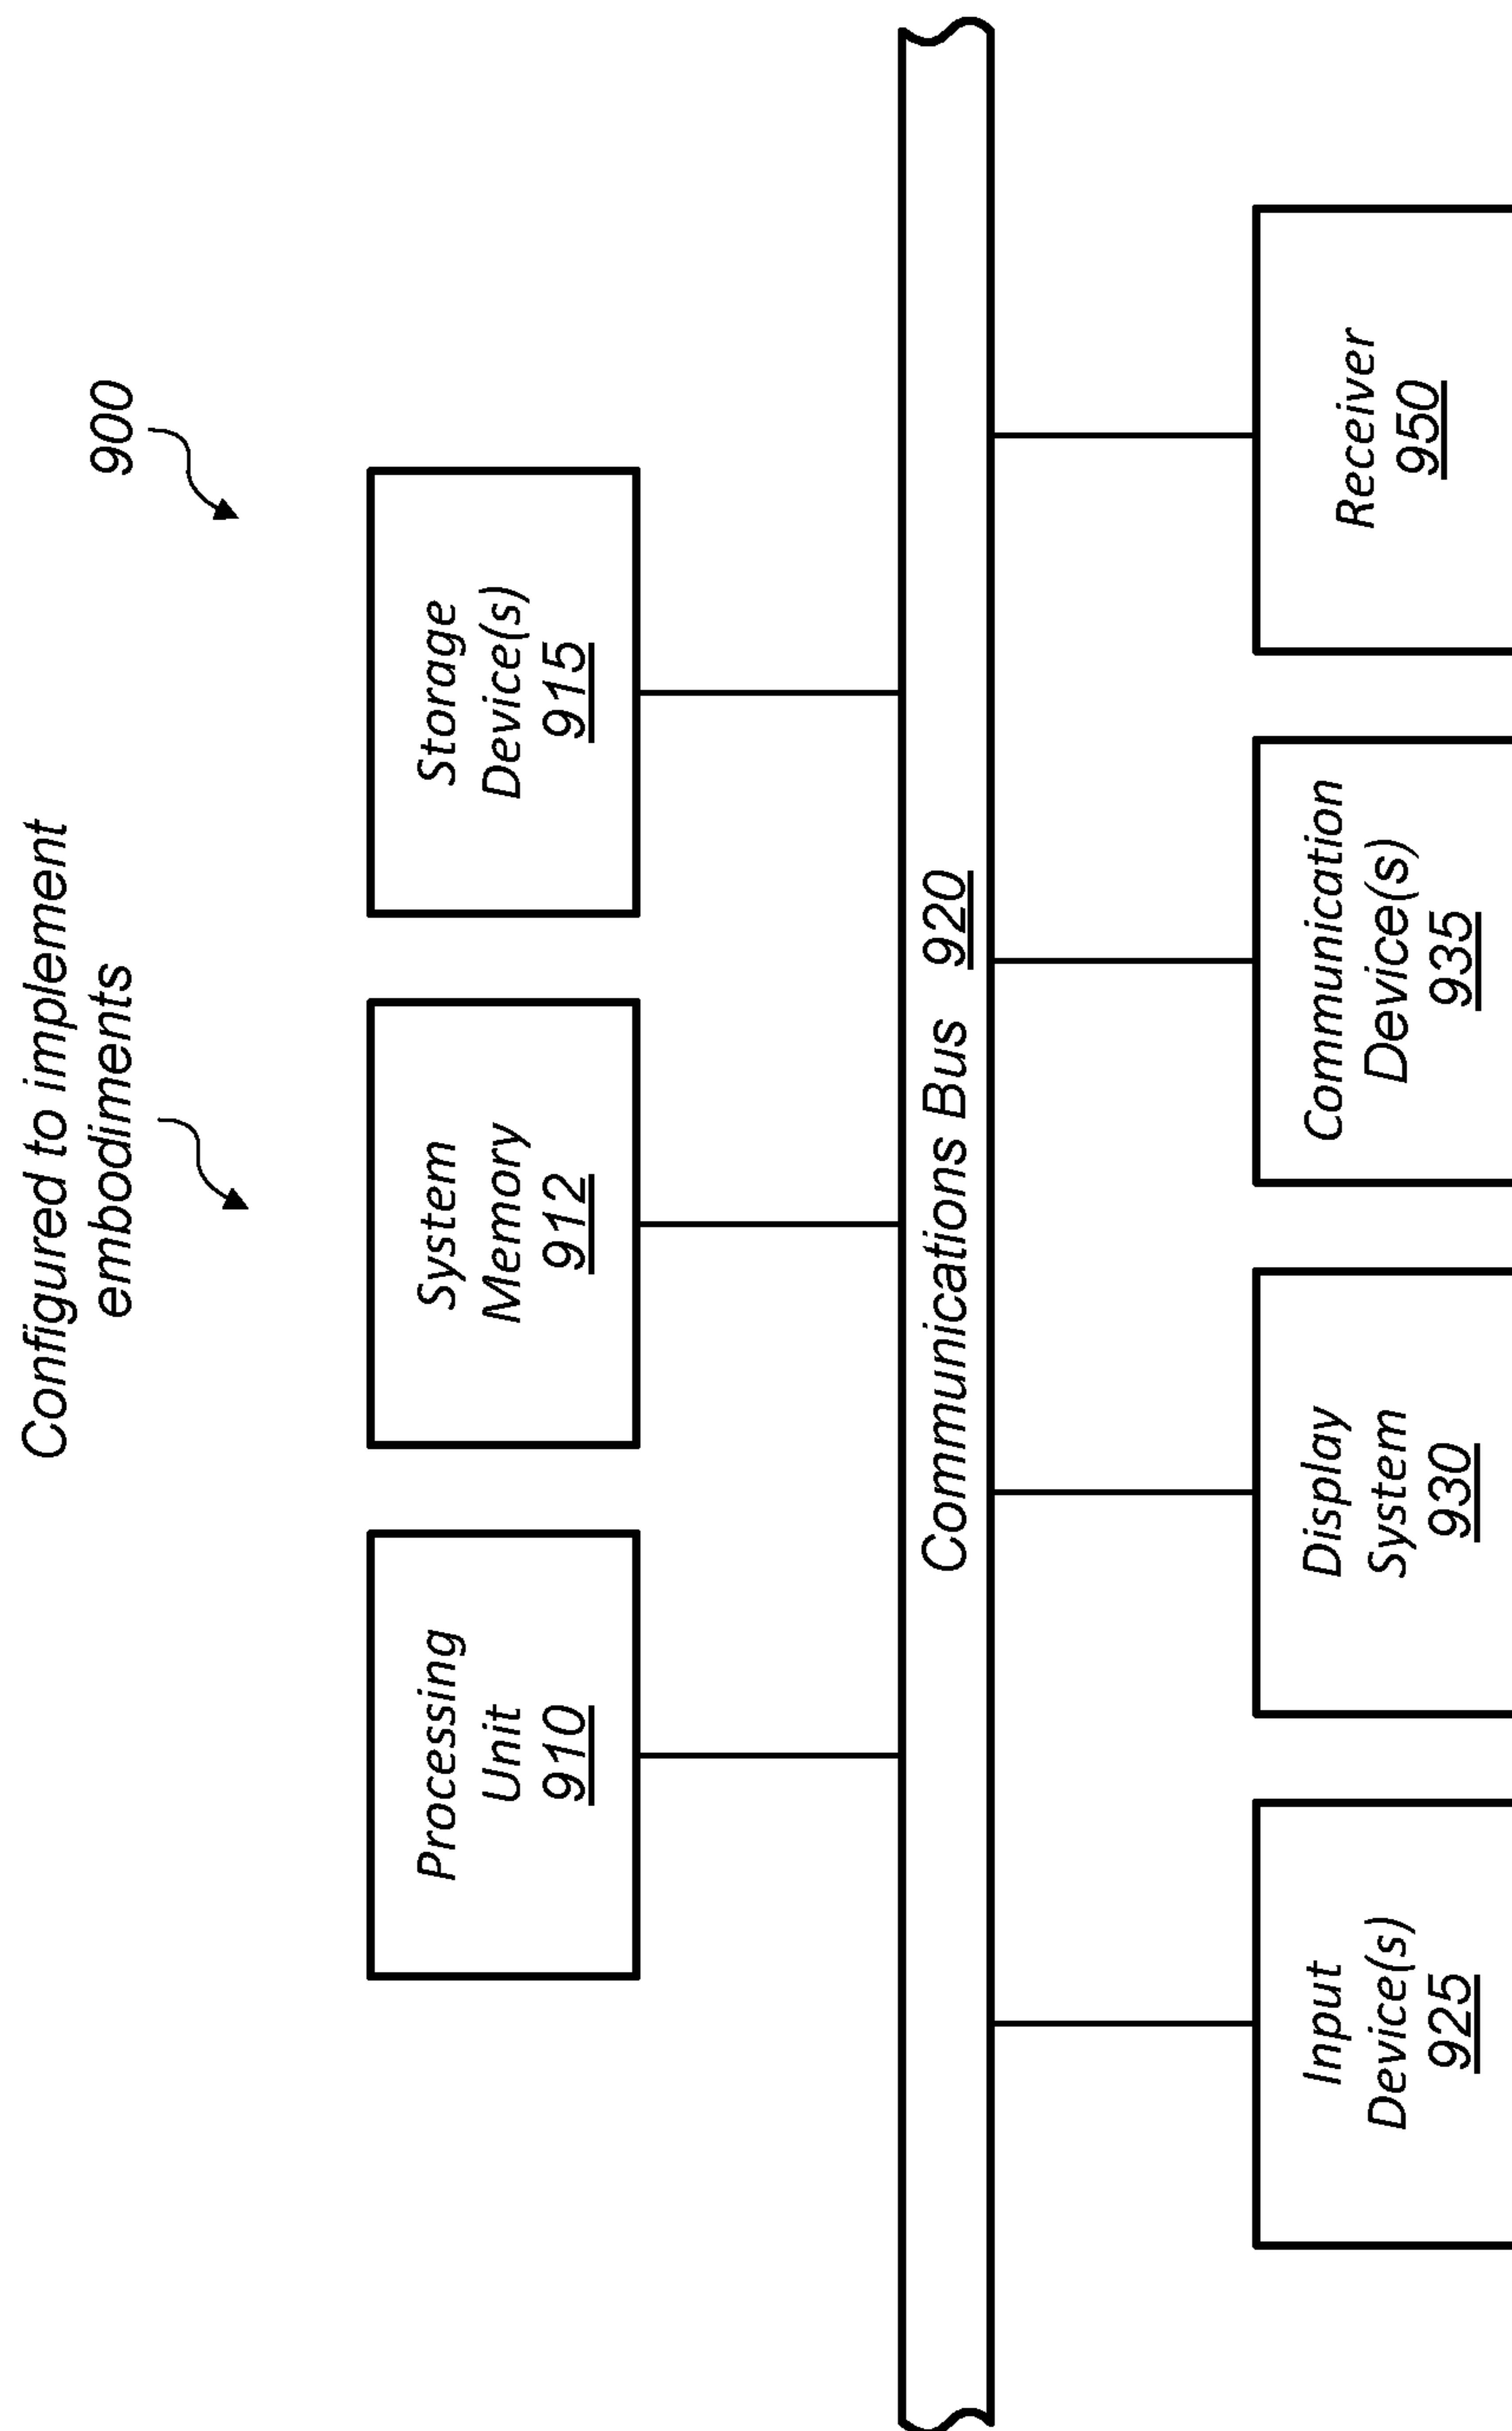 Configured to implement
embodiments
900
Processing
Unit
910
System
Memory
912
Storage
Device(s)
915
Communications Bus 920
Input
Device(s)
925
Display
System
930
Communication
Device(s)
935
Receiver
950